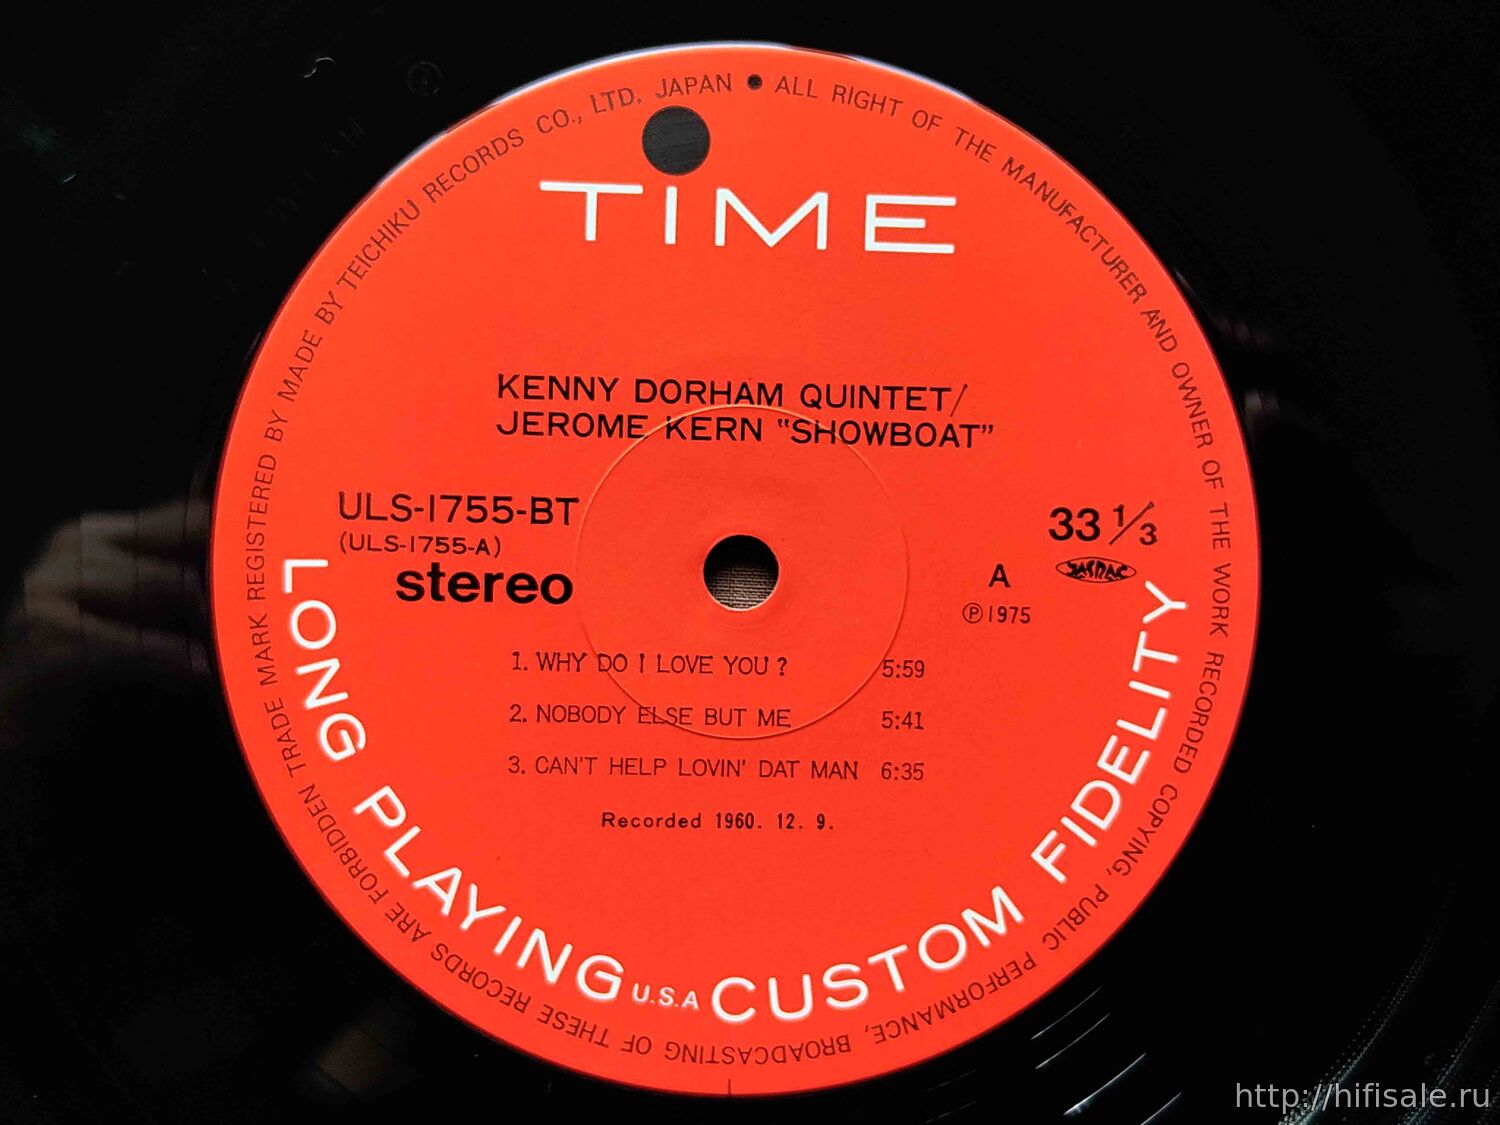 MADE BY TEICHIKU RECORDS CO., LTD. JAPAN • ALL RIGHT OF THE MANUFACTURER AND OWNER OF THE WORK RECORDED COPYING, PUBLIC PERFORMANCE, BROADCASTING OF THESE RECORDS ARE FORBIDDEN TRADE MARK REGISTERED BY
TIME
KENNY DORHAM QUINTET/
JEROME KERN "SHOWBOAT"
ULS-1755-BT
(ULS-1755-A)
stereo
33 1/3
JASRAC
A
℗1975
1. WHY DO I LOVE YOU? 5:59
2. NOBODY ELSE BUT ME 5:41
3. CAN'T HELP LOVIN' DAT MAN 6:35
Recorded 1960. 12. 9.
LONG PLAYING U.S.A CUSTOM FIDELITY
http://hifisale.ru